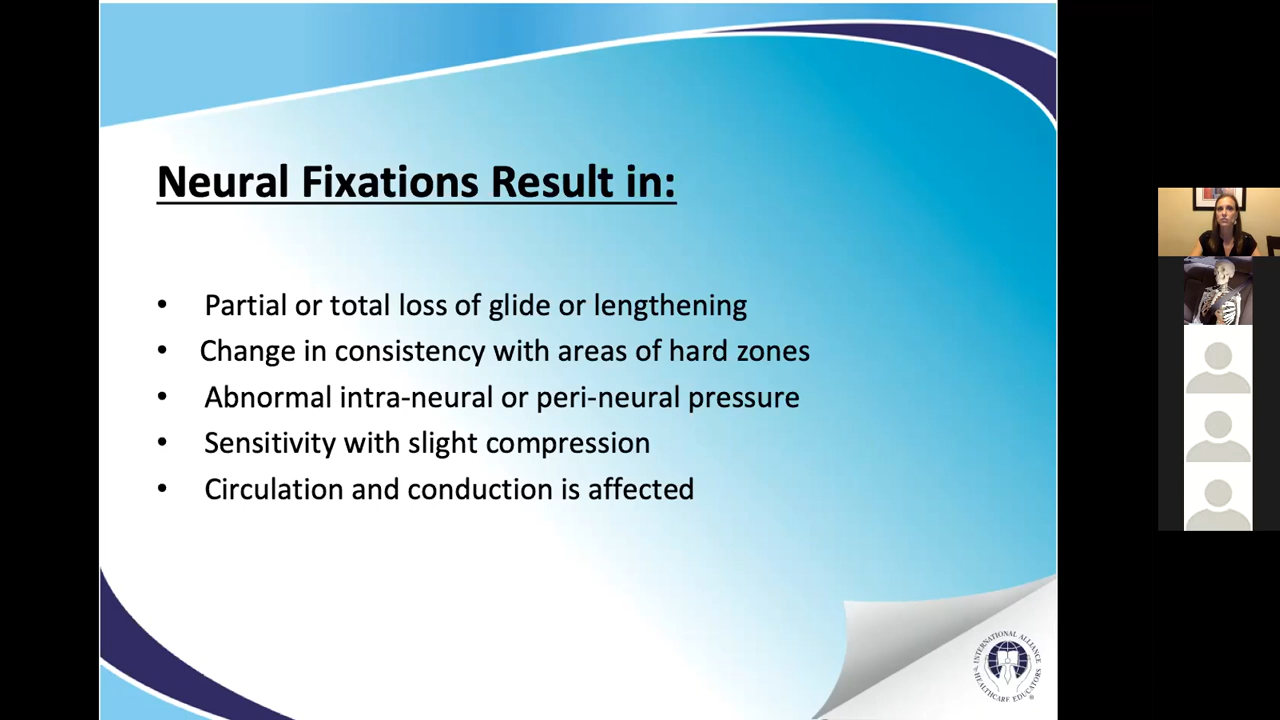 Neural Fixations Result in:
• Partial or total loss of glide or lengthening
• Change in consistency with areas of hard zones
• Abnormal intra-neural or peri-neural pressure
• Sensitivity with slight compression
• Circulation and conduction is affected
INTERNATIONAL ALLIANCE
HEALTHCARE EDUCATORS